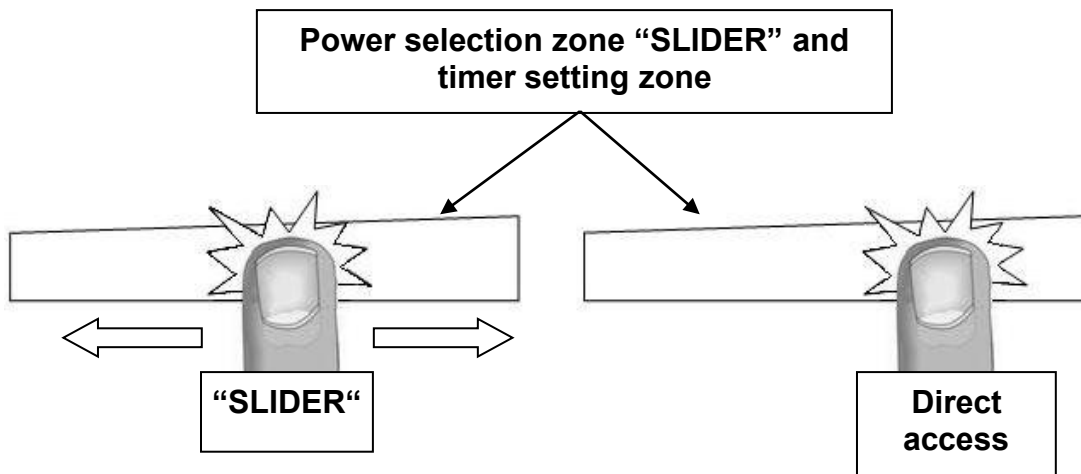 Power selection zone “SLIDER” and
timer setting zone
“SLIDER“
Direct
access